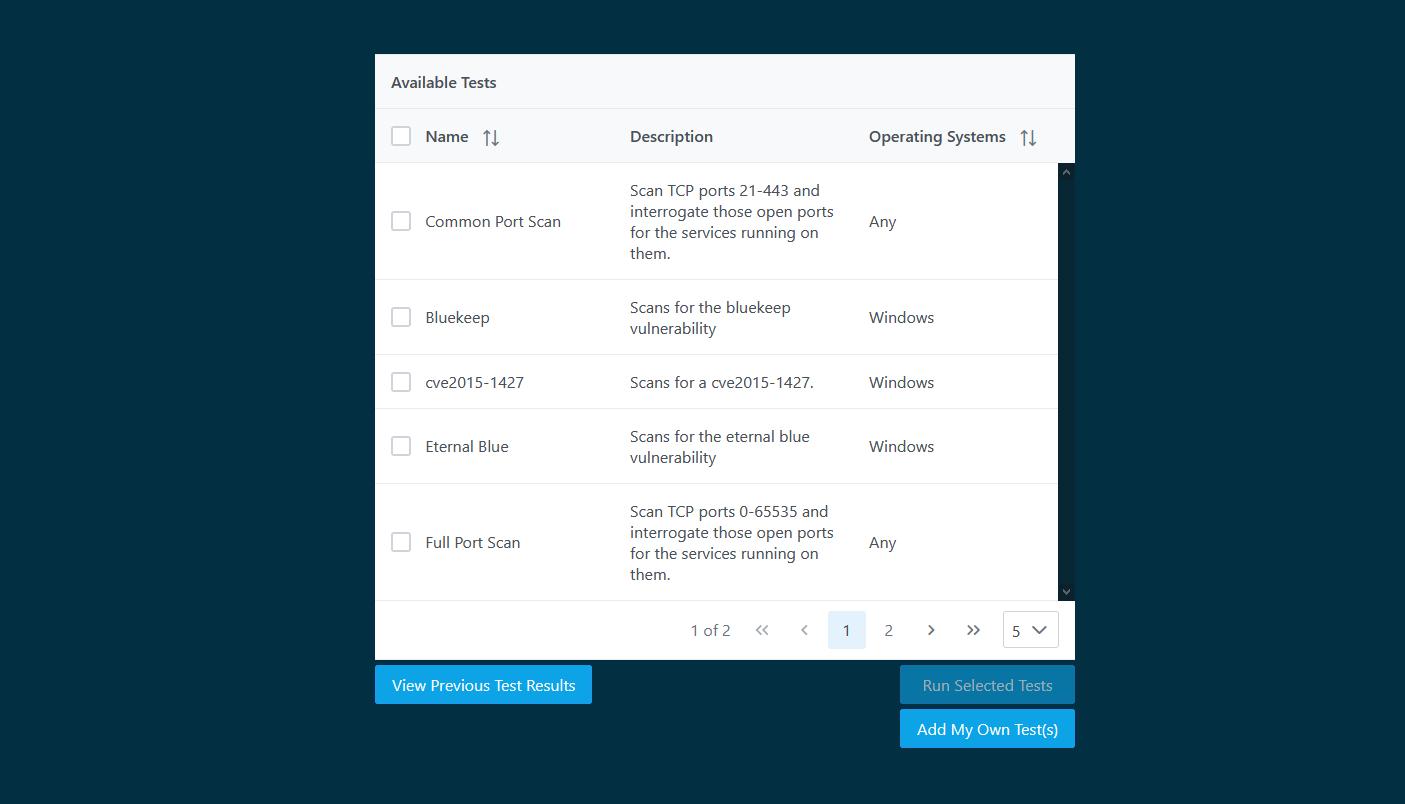 Available Tests
Name Description Operating Systems
Scan TCP ports 21-443 and
interrogate those open ports
Common Port Scan Any
for the services running on
them.
Scans for the bluekeep
Bluekeep Windows
vulnerability
cve2015-1427 Scans for a cve2015-1427. Windows
Scans for the eternal blue
Eternal Blue Windows
vulnerability
Scan TCP ports 0-65535 and
interrogate those open ports
Full Port Scan Any
for the services running on
them.
1 of 2 1 2 5
View Previous Test Results Run Selected Tests
Add My Own Test(s)